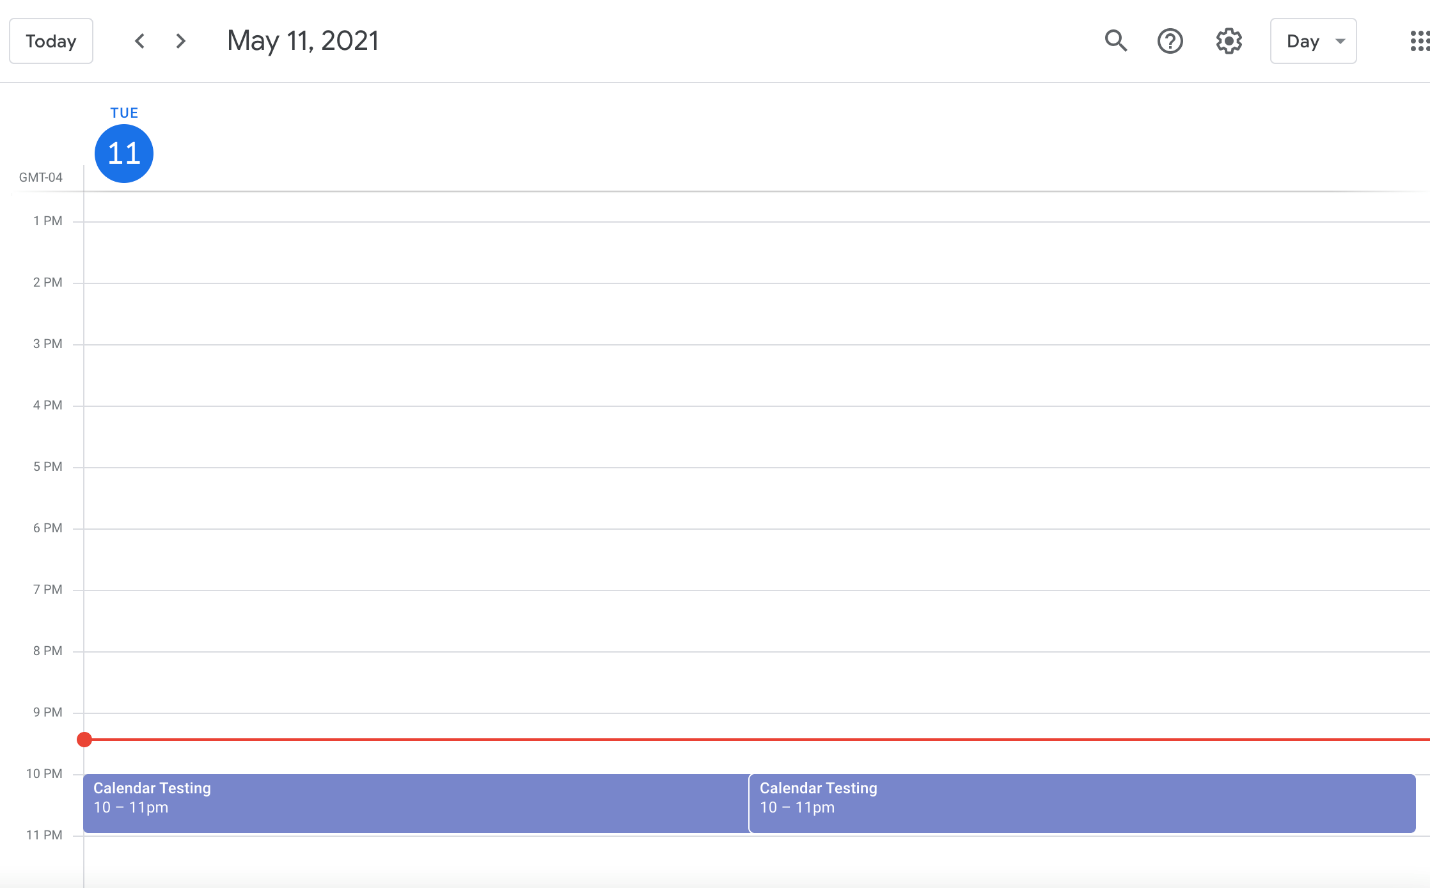 Today
May 11, 2021
Day
TUE
11
GMT-04
1 PM
2 PM
3 PM
4 PM
5 PM
6 PM
7 PM
8 PM
9 PM
10 PM
Calendar Testing
10 – 11pm
Calendar Testing
10 – 11pm
11 PM